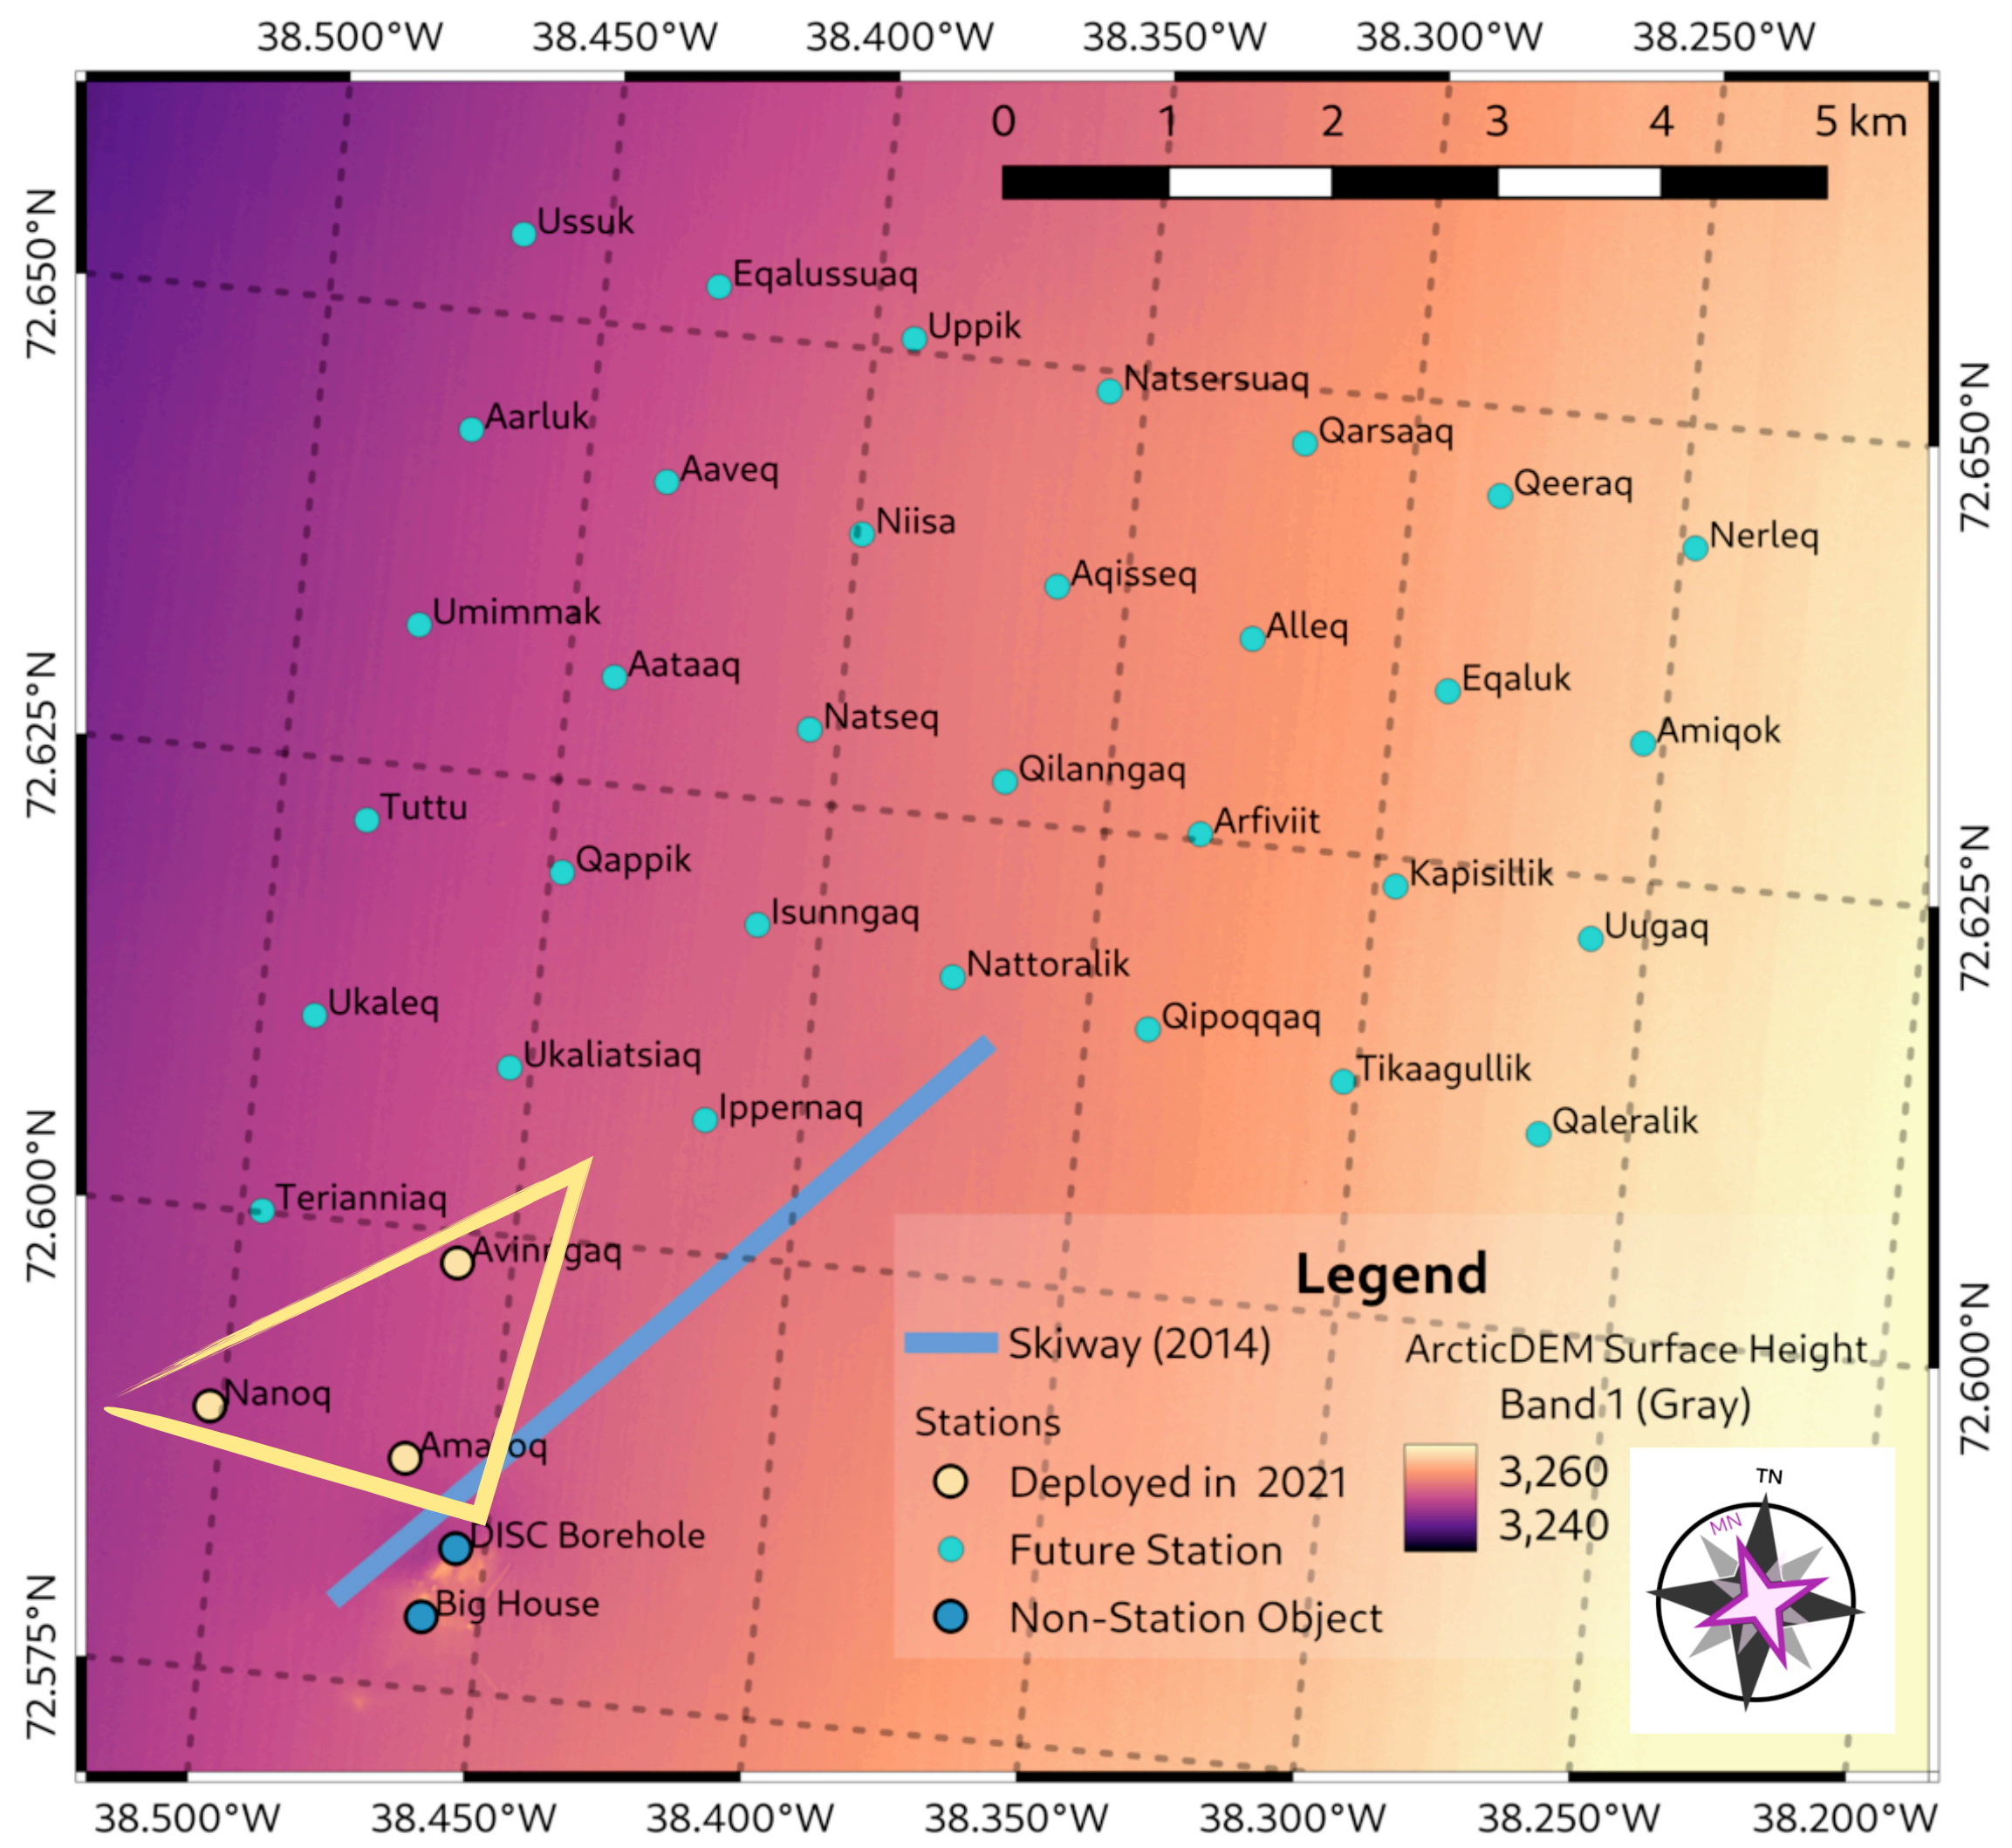 38.500°W 38.450°W 38.400°W 38.350°W 38.300°W 38.250°W
0 1 2 3 4 5 km
72.650°N
Ussuk
Eqalussuaq
Uppik
Natsersuaq
72.650°N
Aarluk
Qarsaaq
Aaveq
Qeeraq
Niisa
Nerleq
Aqisseq
Umimmak
Alleq
Aataaq
Eqaluk
Natseq
Amiqok
72.625°N
Qilanngaq
Tuttu
Arfiviit
Qappik
Kapisillik
72.625°N
Isunngaq
Uugaq
Nattoralik
Ukaleq
Qipoqqaq
Ukaliatsiaq
Tikaagullik
Ippernaq
Qaleralik
72.600°N
Terianniaq
Avinngaq
Nanoq
Amaroq
DISC Borehole
Big House
72.600°N
Legend
Skiway (2014)
Stations
Deployed in 2021
Future Station
Non-Station Object
ArcticDEM Surface Height
Band 1 (Gray)
3,260
3,240
TN
MN
72.575°N
38.500°W 38.450°W 38.400°W 38.350°W 38.300°W 38.250°W 38.200°W